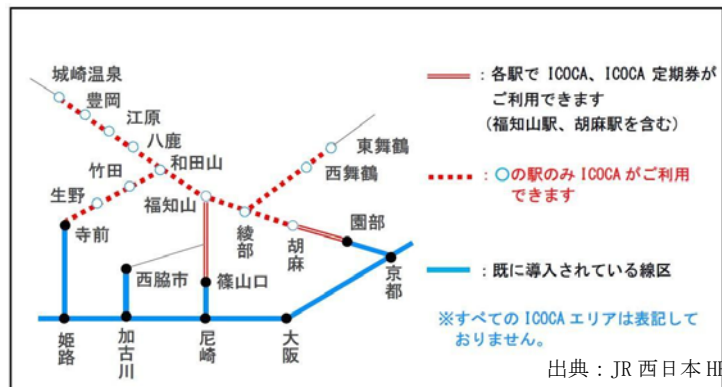 城崎温泉
豊岡
江原
八鹿
和田山
竹田
生野
寺前
福知山
東舞鶴
西舞鶴
綾部
胡麻
園部
京都
西脇市
篠山口
姫路
加古川
尼崎
大阪
：各駅で ICOCA、ICOCA 定期券が
ご利用できます
（福知山駅、胡麻駅を含む）
：○の駅のみ ICOCA がご利用
できます
：既に導入されている線区
※すべての ICOCA エリアは表記して
おりません。
出典：JR 西日本 HP